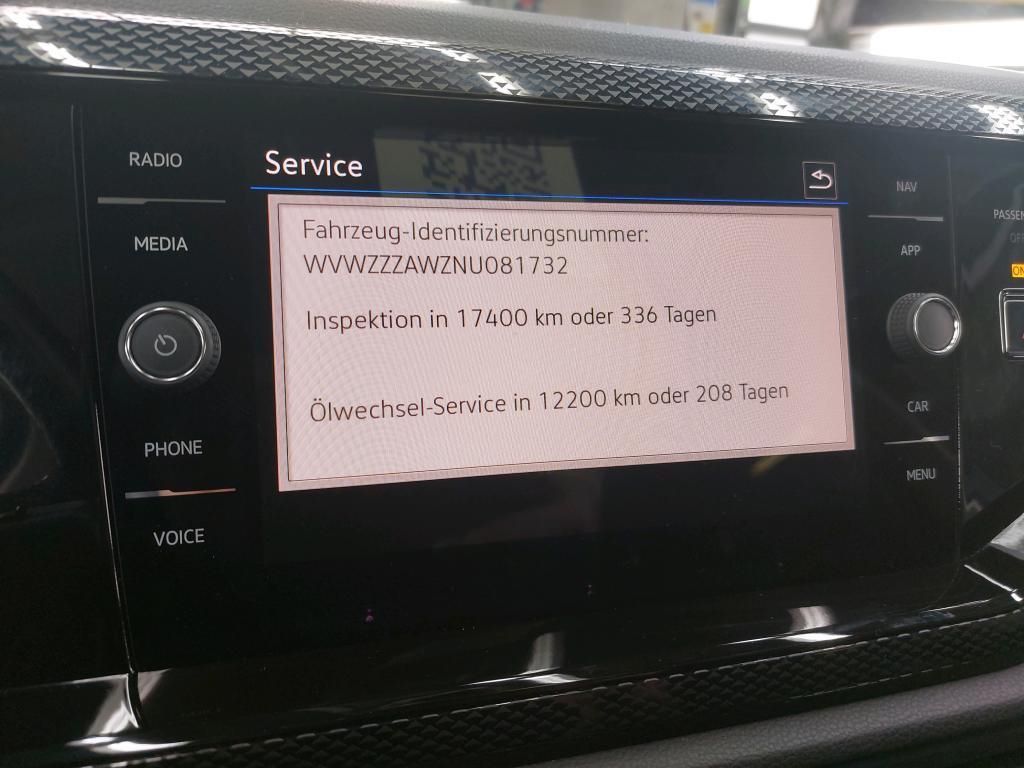 RADIO
MEDIA
PHONE
VOICE
Service
Fahrzeug-Identifizierungsnummer:
WVWZZZAWZNU081732
Inspektion in 17400 km oder 336 Tagen
Ölwechsel-Service in 12200 km oder 208 Tagen
NAV
APP
CAR
MENU